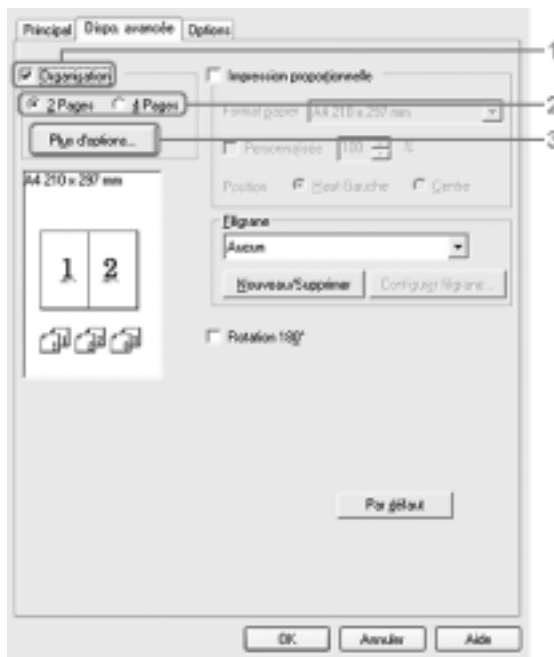 Principal Dispo. avancée Options
1
Organisation
2 Pages 4 Pages
2
Plus d'options...
3
A4 210 x 297 mm
1 2
Impression proportionnelle
Format papier A4 210 x 297 mm
Personnalisée 100 %
Position Haut-Gauche Centre
Filigrane
Aucun
Nouveau/Supprimer Configurer filigrane...
Rotation 180°
Par défaut
OK Annuler Aide